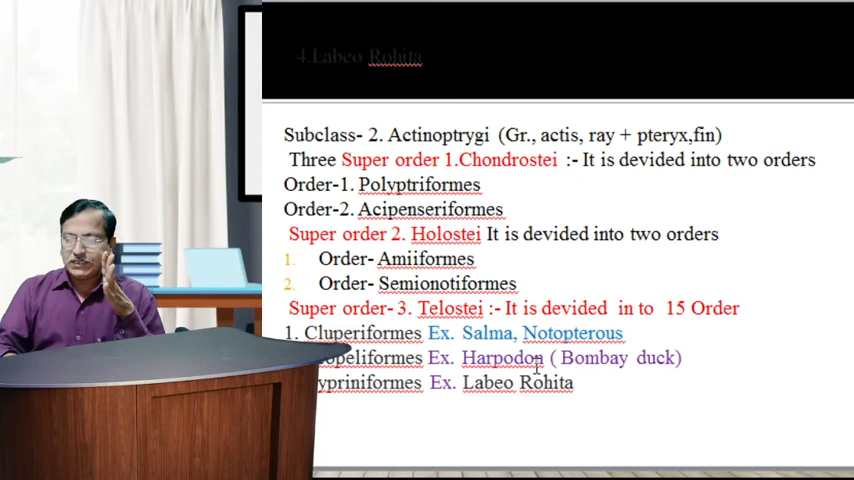 4.Labeo Rohita
Subclass- 2. Actinoptrygi (Gr., actis, ray + pteryx,fin)
Three Super order 1.Chondrostei :- It is devided into two orders
Order-1. Polyptriformes
Order-2. Acipenseriformes
Super order 2. Holostei It is devided into two orders
1. Order- Amiiformes
2. Order- Semionotiformes
Super order- 3. Telostei :- It is devided in to 15 Order
1. Cluperiformes Ex. Salma, Notopterous
opeliformes Ex. Harpodon ( Bombay duck)
ypriniformes Ex. Labeo Rohita